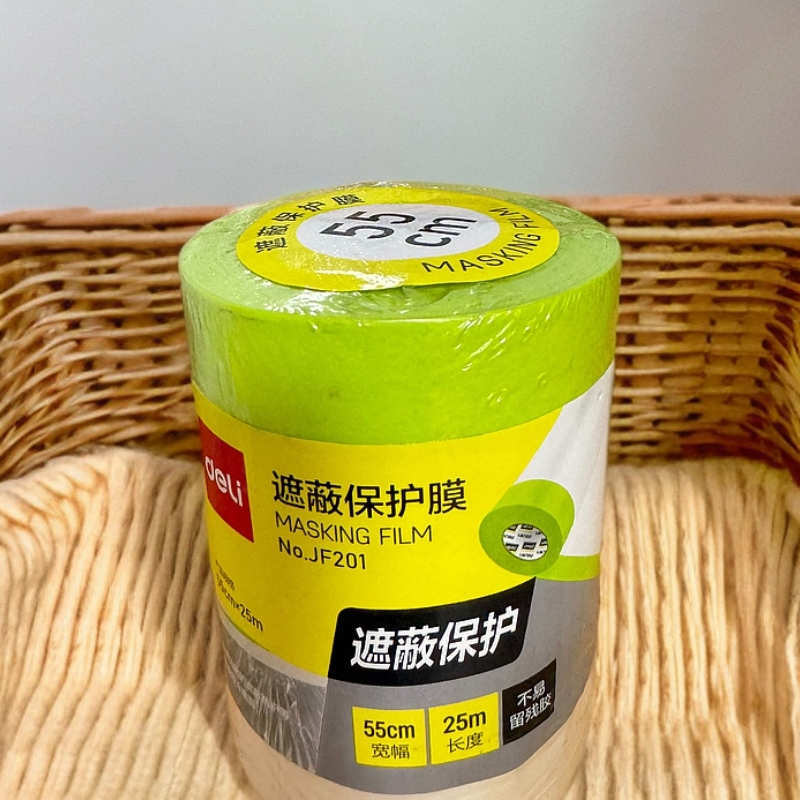 遮蔽保护膜
55
cm
MASKING FILM
deli
遮蔽保护膜
MASKING FILM
No.JF201
遮蔽保护
55cm
宽幅
25m
长度
不易
留残胶